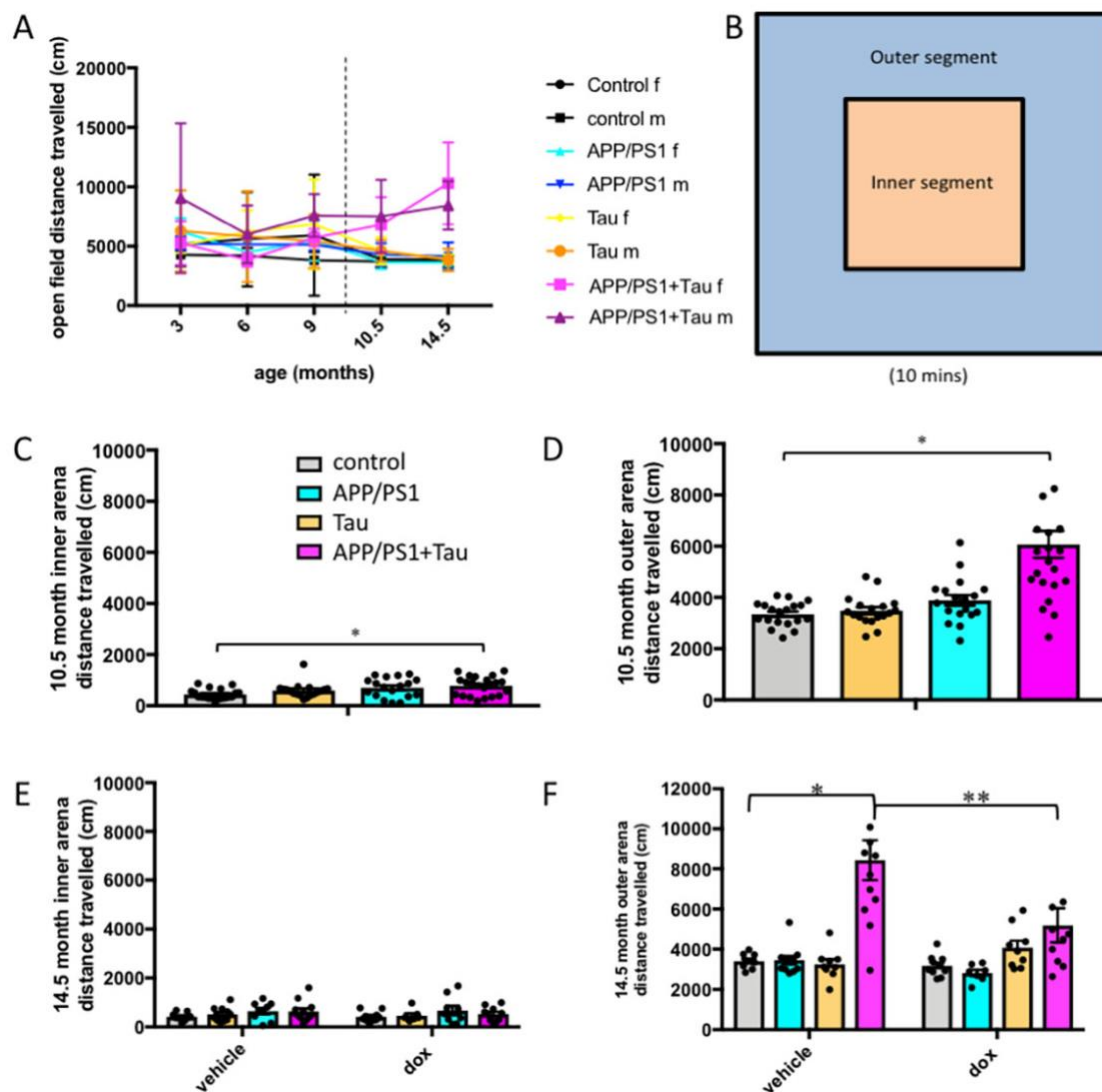 A
open field distance travelled (cm)
20000
15000
10000
5000
0
3
6
9
10.5
14.5
age (months)
Control f
control m
APP/PS1 f
APP/PS1 m
Tau f
Tau m
APP/PS1+Tau f
APP/PS1+Tau m
B
Outer segment
Inner segment
(10 mins)
C
10.5 month inner arena
distance travelled (cm)
10000
8000
6000
4000
2000
0
control
APP/PS1
Tau
APP/PS1+Tau
*
D
10.5 month outer arena
distance travelled (cm)
10000
8000
6000
4000
2000
0
*
E
14.5 month inner arena
distance travelled (cm)
10000
8000
6000
4000
2000
0
vehicle
dox
F
14.5 month outer arena
distance travelled (cm)
12000
10000
8000
6000
4000
2000
0
*
**
vehicle
dox